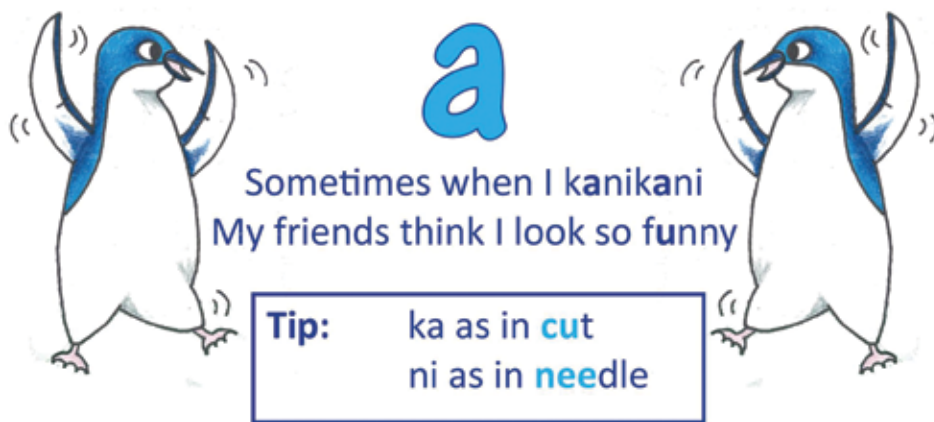 a
Sometimes when I kanikani
My friends think I look so funny
Tip: ka as in cut
ni as in needle